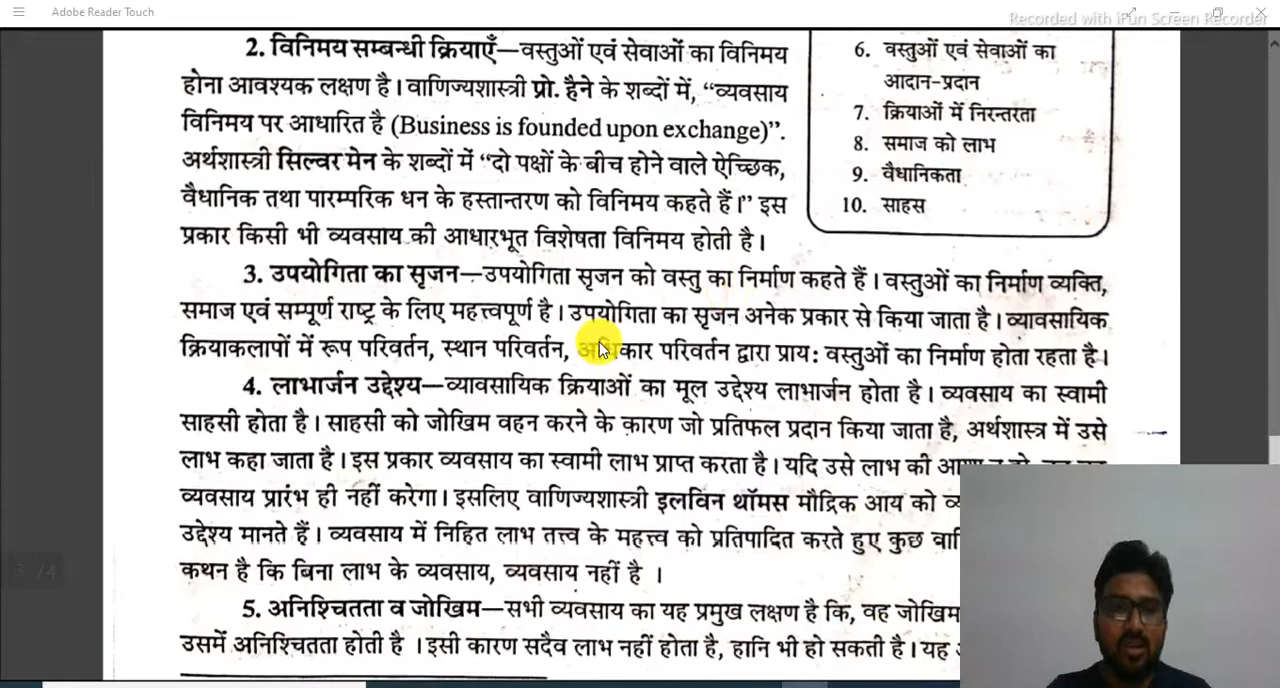 Adobe Reader Touch
Recorded with iFun Screen Recorder
2. विनिमय सम्बन्धी क्रियाएँ—वस्तुओं एवं सेवाओं का विनिमय
होना आवश्यक लक्षण है। वाणिज्यशास्त्री प्रो. हैने के शब्दों में, “व्यवसाय
विनिमय पर आधारित है (Business is founded upon exchange)”.
अर्थशास्त्री सिल्वर मेन के शब्दों में “दो पक्षों के बीच होने वाले ऐच्छिक,
वैधानिक तथा पारम्परिक धन के हस्तान्तरण को विनिमय कहते हैं।” इस
प्रकार किसी भी व्यवसाय की आधारभूत विशेषता विनिमय होती है।
6. वस्तुओं एवं सेवाओं का
आदान-प्रदान
7. क्रियाओं में निरन्तरता
8. समाज को लाभ
9. वैधानिकता
10. साहस
3. उपयोगिता का सृजन—उपयोगिता सृजन को वस्तु का निर्माण कहते हैं। वस्तुओं का निर्माण व्यक्ति,
समाज एवं सम्पूर्ण राष्ट्र के लिए महत्त्वपूर्ण है। उपयोगिता का सृजन अनेक प्रकार से किया जाता है। व्यावसायिक
क्रियाकलापों में रूप परिवर्तन, स्थान परिवर्तन, अधिकार परिवर्तन द्वारा प्राय: वस्तुओं का निर्माण होता रहता है।
4. लाभार्जन उद्देश्य—व्यावसायिक क्रियाओं का मूल उद्देश्य लाभार्जन होता है। व्यवसाय का स्वामी
साहसी होता है। साहसी को जोखिम वहन करने के कारण जो प्रतिफल प्रदान किया जाता है, अर्थशास्त्र में उसे
लाभ कहा जाता है। इस प्रकार व्यवसाय का स्वामी लाभ प्राप्त करता है। यदि उसे लाभ की
व्यवसाय प्रारंभ ही नहीं करेगा। इसलिए वाणिज्यशास्त्री इलविन थॉमस मौद्रिक आय को
उद्देश्य मानते हैं। व्यवसाय में निहित लाभ तत्त्व के महत्त्व को प्रतिपादित करते हुए कुछ
कथन है कि बिना लाभ के व्यवसाय, व्यवसाय नहीं है ।
5. अनिश्चितता व जोखिम—सभी व्यवसाय का यह प्रमुख लक्षण है कि, वह जोखिम
उसमें अनिश्चितता होती है । इसी कारण सदैव लाभ नहीं होता है, हानि भी हो सकती है। यह
3 / 4